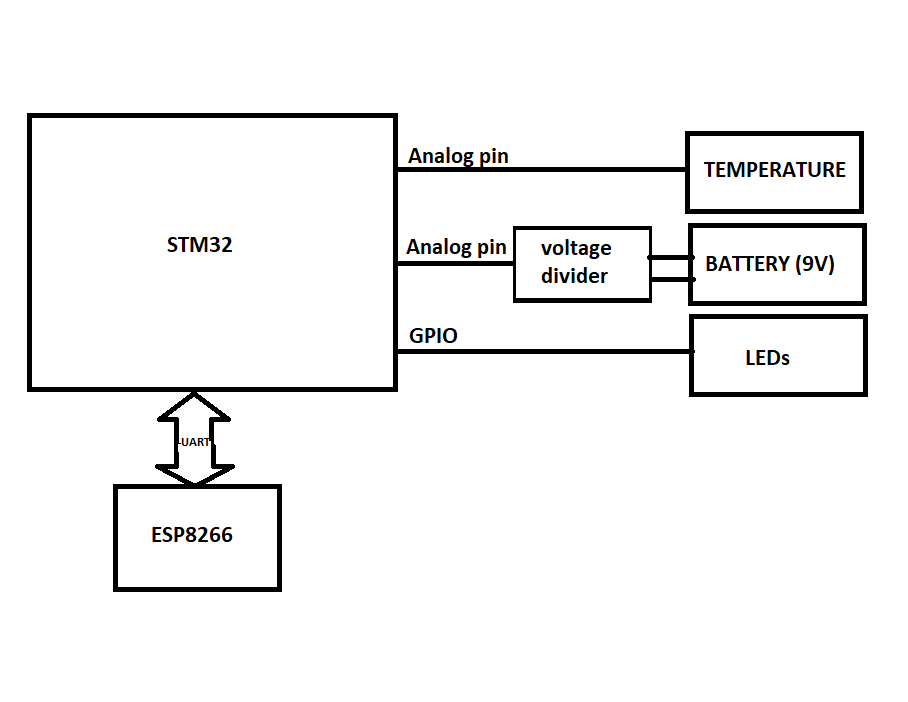 Analog pin
TEMPERATURE
STM32
Analog pin
voltage
divider
BATTERY (9V)
GPIO
LEDs
UART
ESP8266